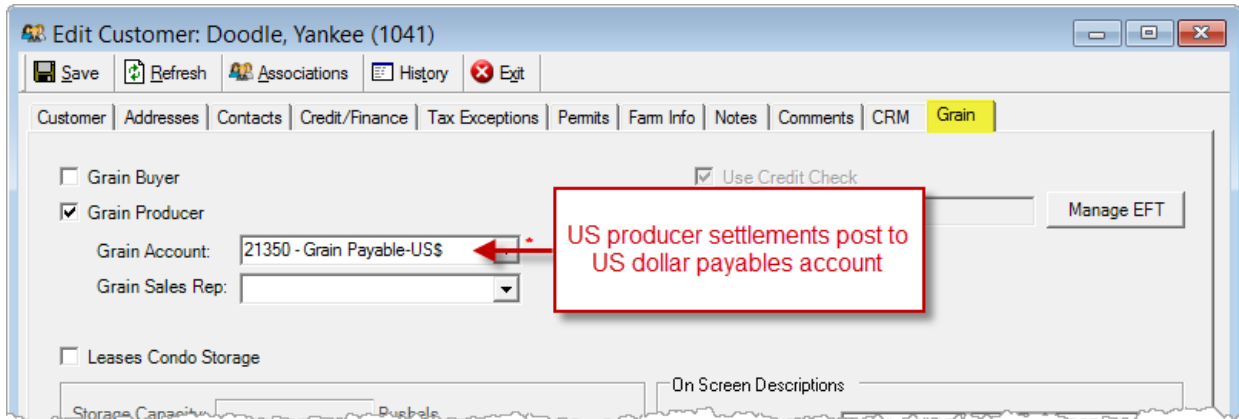 Edit Customer: Doodle, Yankee (1041)
Save Refresh Associations History Exit
Customer Addresses Contacts Credit/Finance Tax Exceptions Permits Farm Info Notes Comments CRM Grain
Grain Buyer Use Credit Check
Grain Producer Manage EFT
Grain Account: 21350 - Grain Payable-US$ *
US producer settlements post to
US dollar payables account
Grain Sales Rep:
Leases Condo Storage
On Screen Descriptions
Storage Capacity: Bushels